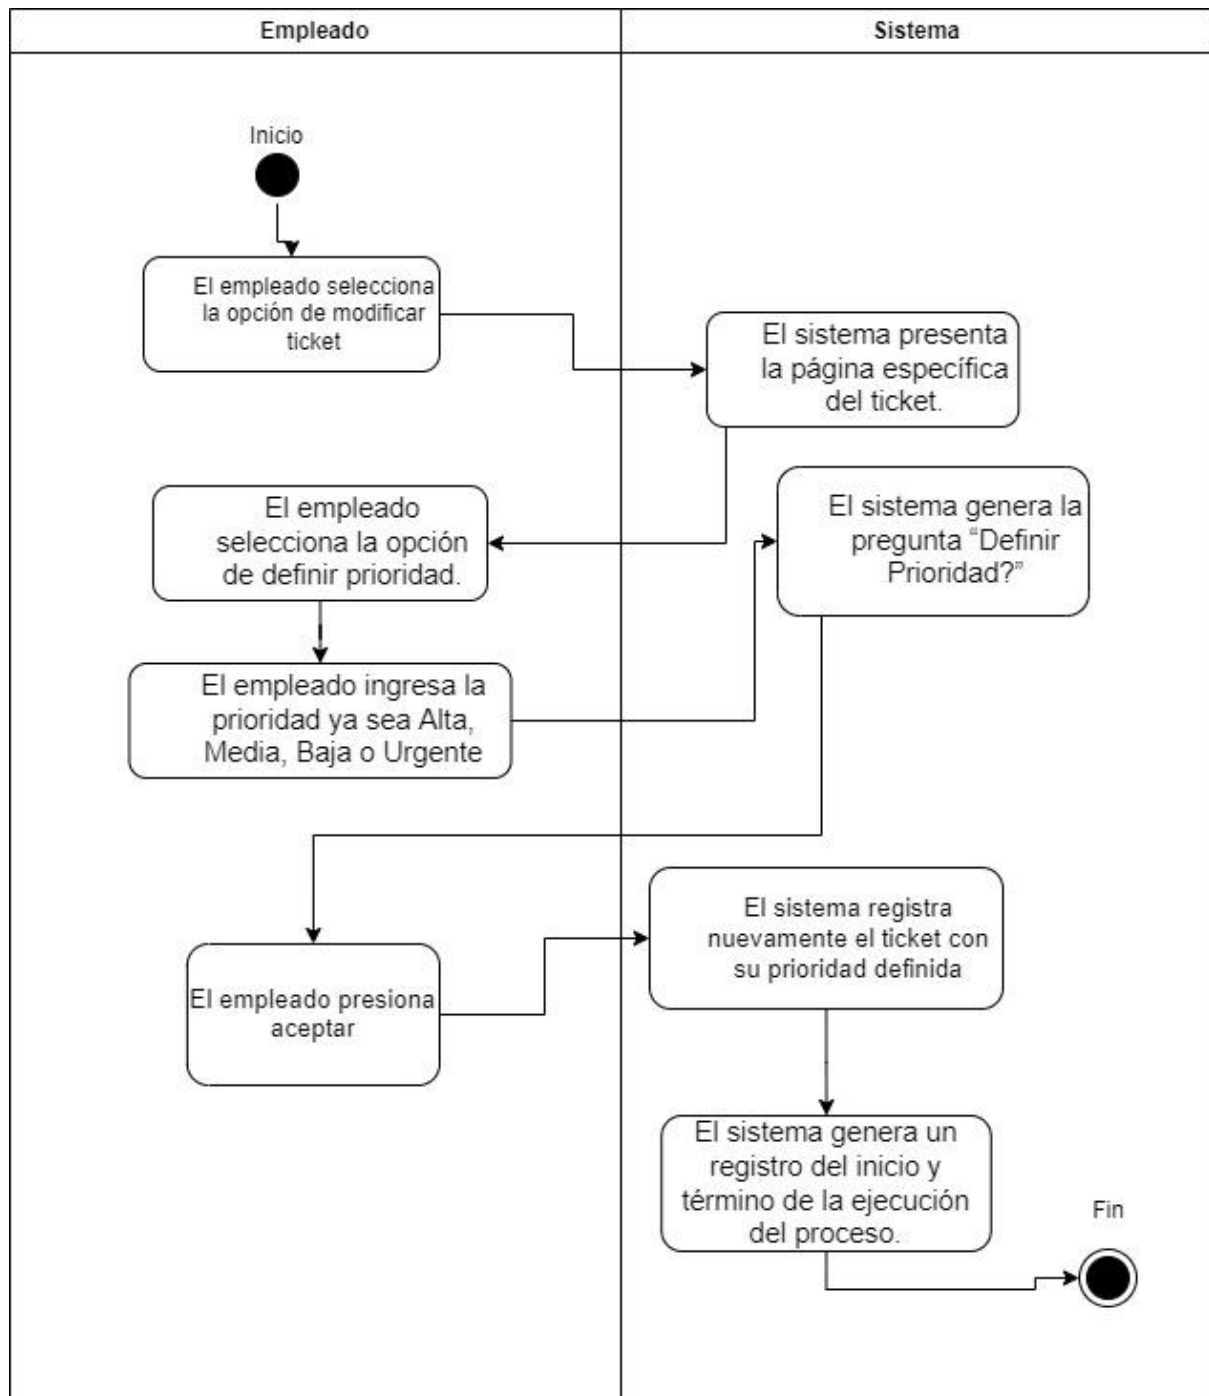 Empleado
Sistema
Inicio
El empleado selecciona
la opción de modificar
ticket
El sistema presenta
la página específica
del ticket.
El empleado
selecciona la opción
de definir prioridad.
El sistema genera la
pregunta “Definir
Prioridad?”
El empleado ingresa la
prioridad ya sea Alta,
Media, Baja o Urgente
El empleado presiona
aceptar
El sistema registra
nuevamente el ticket con
su prioridad definida
El sistema genera un
registro del inicio y
término de la ejecución
del proceso.
Fin